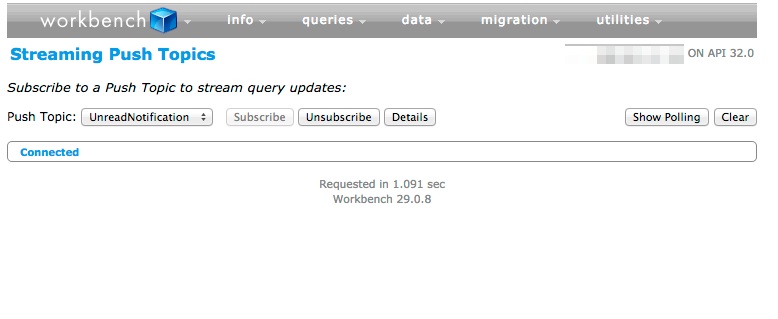 workbench info queries data migration utilities
Streaming Push Topics ON API 32.0
Subscribe to a Push Topic to stream query updates:
Push Topic: UnreadNotification Subscribe Unsubscribe Details Show Polling Clear
Connected
Requested in 1.091 sec
Workbench 29.0.8